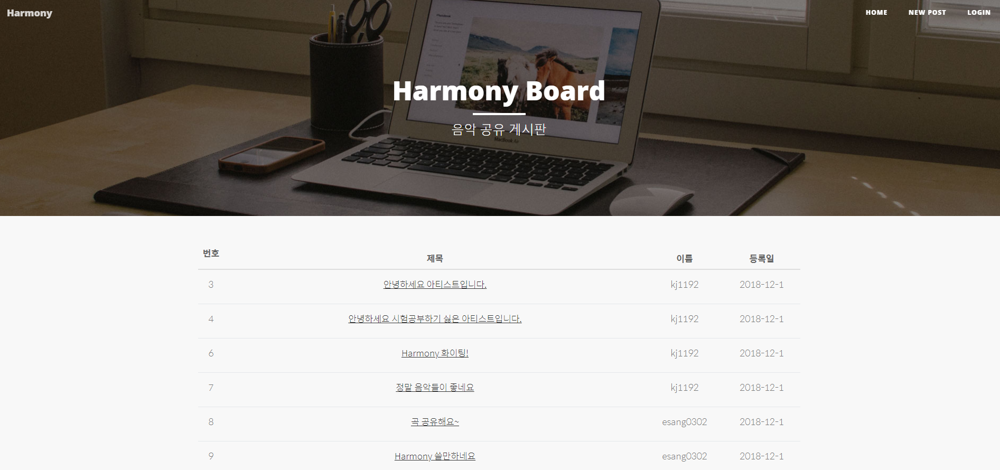 Harmony
HOME NEW POST LOGIN
Photobook
Harmony Board
음악 공유 게시판
MacBook Air
번호 제목 이름 등록일
3 안녕하세요 아티스트입니다. kj1192 2018-12-1
4 안녕하세요 시험공부하기 싫은 아티스트입니다. kj1192 2018-12-1
6 Harmony 화이팅! kj1192 2018-12-1
7 정말 음악들이 좋네요 kj1192 2018-12-1
8 곡 공유해요~ esang0302 2018-12-1
9 Harmony 쓸만하네요 esang0302 2018-12-1